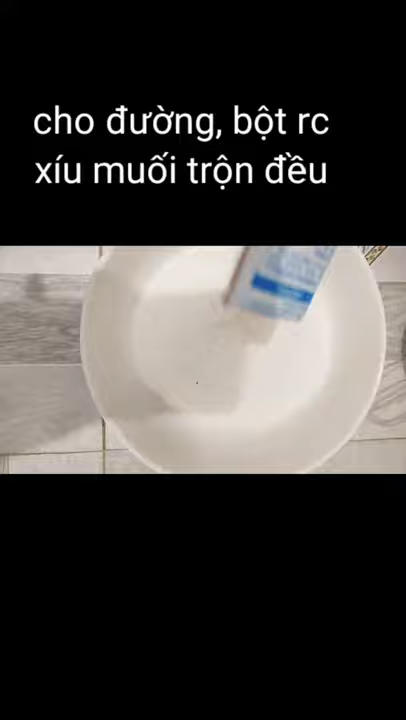 cho đường, bột rc
xíu muối trộn đều